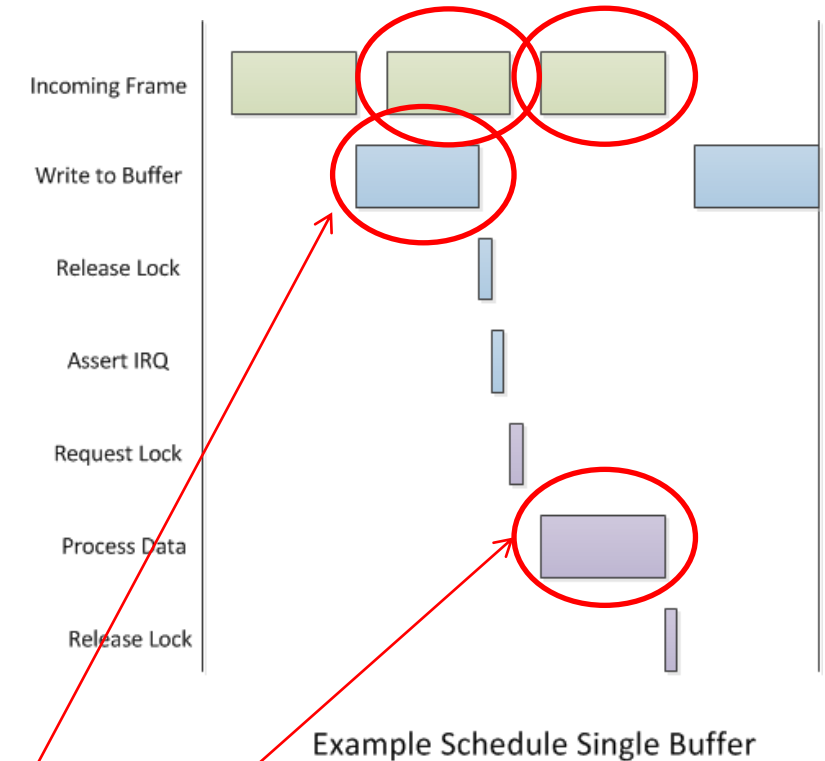 Incoming Frame
Write to Buffer
Release Lock
Assert IRQ
Request Lock
Process Data
Release Lock
Example Schedule Single Buffer